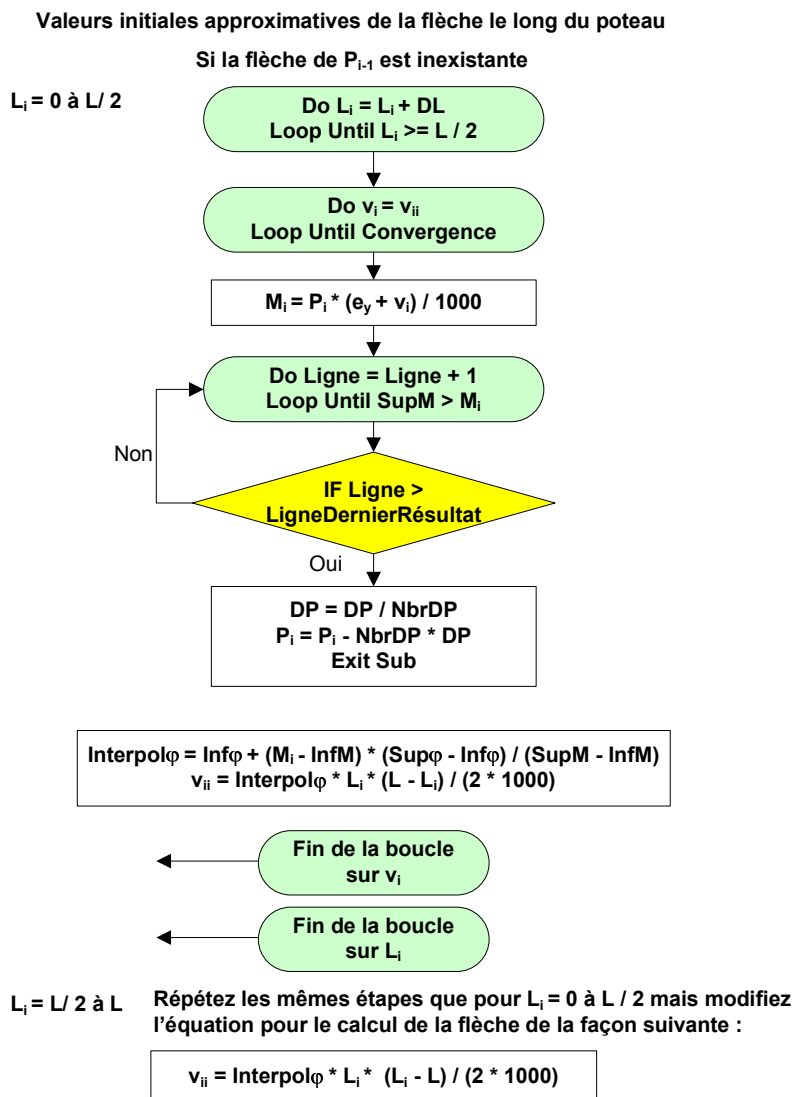 Valeurs initiales approximatives de la flèche le long du poteau
Si la flèche de Pi-1 est inexistante
Li = 0 à L/ 2
Do Li = Li + DL
Loop Until Li >= L / 2
Do vi = vii
Loop Until Convergence
Mi = Pi * (ey + vi) / 1000
Do Ligne = Ligne + 1
Loop Until SupM > Mi
Non
IF Ligne >
LigneDernierRésultat
Oui
DP = DP / NbrDP
Pi = Pi - NbrDP * DP
Exit Sub
Interpolφ = Infφ + (Mi - InfM) * (Supφ - Infφ) / (SupM - InfM)
vii = Interpolφ * Li * (L - Li) / (2 * 1000)
Fin de la boucle
sur vi
Fin de la boucle
sur Li
Li = L/ 2 à L
Répétez les mêmes étapes que pour Li = 0 à L / 2 mais modifiez
l'équation pour le calcul de la flèche de la façon suivante :
vii = Interpolφ * Li * (Li - L) / (2 * 1000)